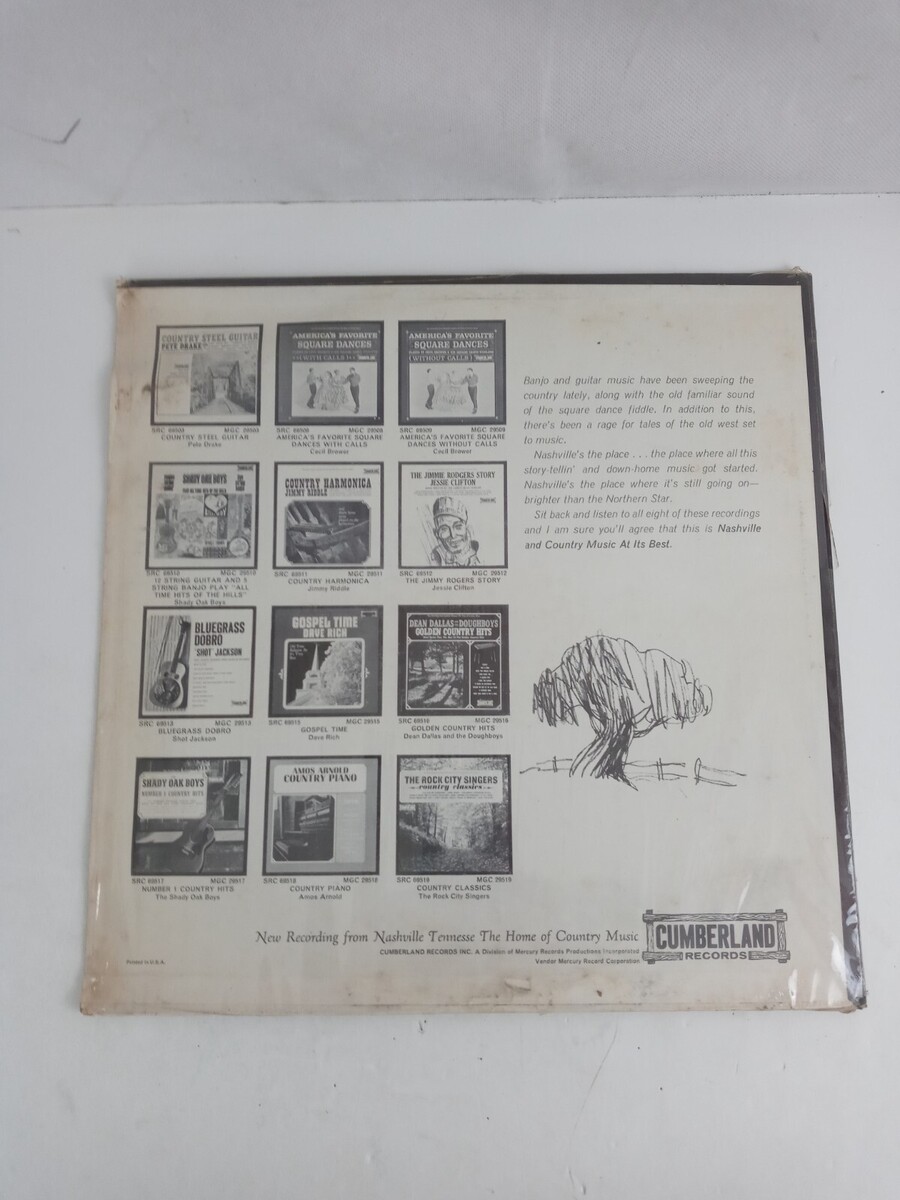 COUNTRY STEEL GUITAR
PETE DRAKE
AMERICA'S FAVORITE
SQUARE DANCES
WITH CALLS
AMERICA'S FAVORITE
SQUARE DANCES
(WITHOUT CALLS)
MGC 29509
COUNTRY STEEL GUITAR
Pete Drake
AMERICA'S FAVORITE SQUARE
DANCES WITH CALLS
Cecil Brower
AMERICA'S FAVORITE SQUARE
DANCES WITHOUT CALLS
Cecil Brower
SHADY OAK BOYS
COUNTRY HARMONICA
JIMMY RIDDLE
THE JIMMIE RODGERS STORY
JESSIE CLIFTON
SRC 69511 MGC 29511
SRC 69512 MGC 29512
12 STRING GUITAR AND 5
STRING BANJO PLAY "ALL
TIME HITS OF THE HILLS"
Shady Oak Boys
COUNTRY HARMONICA
Jimmy Riddle
THE JIMMY ROGERS STORY
Jessie Clifton
BLUEGRASS
DOBRO
'SHOT' JACKSON
GOSPEL TIME
DAVE RICH
DEAN DALLAS AND THE DOUGHBOYS
GOLDEN COUNTRY HITS
SRC 69513 MGC 29513
SRC 69515 MGC 29515
SRC 69516 MGC 29516
BLUEGRASS DOBRO
Shot Jackson
GOSPEL TIME
Dave Rich
GOLDEN COUNTRY HITS
Dean Dallas and the Doughboys
SHADY OAK BOYS
NUMBER 1 COUNTRY HITS
AMOS ARNOLD
COUNTRY PIANO
THE ROCK CITY SINGERS
country classics
SRC 69517 MGC 29517
SRC 69518 MGC 29518
SRC 69519 MGC 29519
NUMBER 1 COUNTRY HITS
The Shady Oak Boys
COUNTRY PIANO
Amos Arnold
COUNTRY CLASSICS
The Rock City Singers
Banjo and guitar music have been sweeping the
country lately, along with the old familiar sound
of the square dance fiddle. In addition to this,
there's been a rage for tales of the old west set
to music.
Nashville's the place . . . the place where all this
story-tellin' and down-home music got started.
Nashville's the place where it's still going on—
brighter than the Northern Star.
Sit back and listen to all eight of these recordings
and I am sure you'll agree that this is Nashville
and Country Music At Its Best.
New Recording from Nashville Tennesse The Home of Country Music
CUMBERLAND RECORDS INC. A Division of Mercury Records Productions Incorporated
Vendor Mercury Record Corporation
CUMBERLAND
RECORDS
Printed in U.S.A.